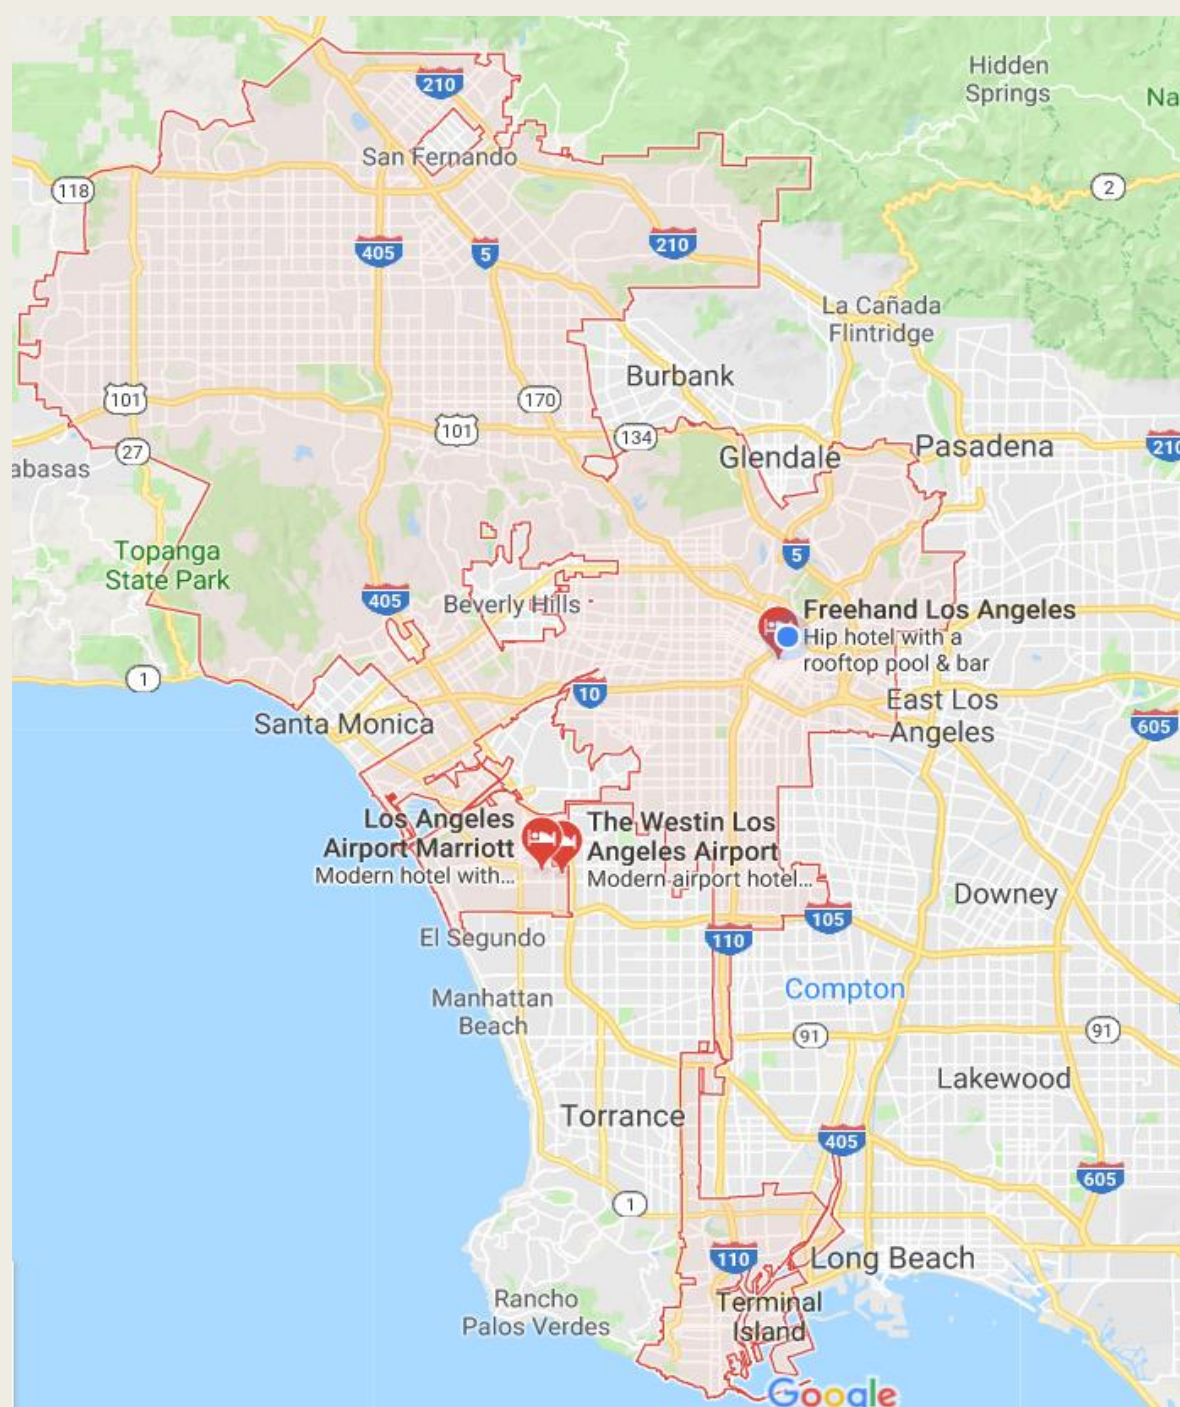 Hidden
Springs
Na
210
San Fernando
118
2
405
5
210
La Cañada
Flintridge
Burbank
101
170
101
134
27
Glendale
Pasadena
210
abasas
Topanga
State Park
5
405
Beverly Hills
Freehand Los Angeles
Hip hotel with a
rooftop pool & bar
1
10
East Los
Angeles
605
Santa Monica
Los Angeles
Airport Marriott
Modern hotel with...
The Westin Los
Angeles Airport
Modern airport hotel...
Downey
105
El Segundo
110
Compton
Manhattan
Beach
91
91
Lakewood
Torrance
405
605
1
110
Long Beach
Rancho
Palos Verdes
Terminal
Island
Google